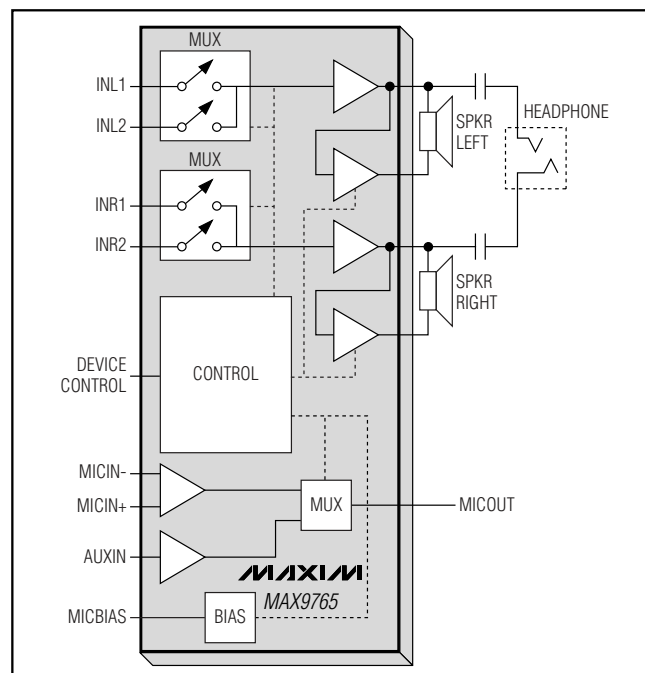 MUX
INL1
INL2
MUX
INR1
INR2
SPKR
LEFT
HEADPHONE
SPKR
RIGHT
DEVICE
CONTROL
CONTROL
MICIN-
MICIN+
AUXIN
MUX
MICOUT
MAXIM
MAX9765
MICBIAS
BIAS